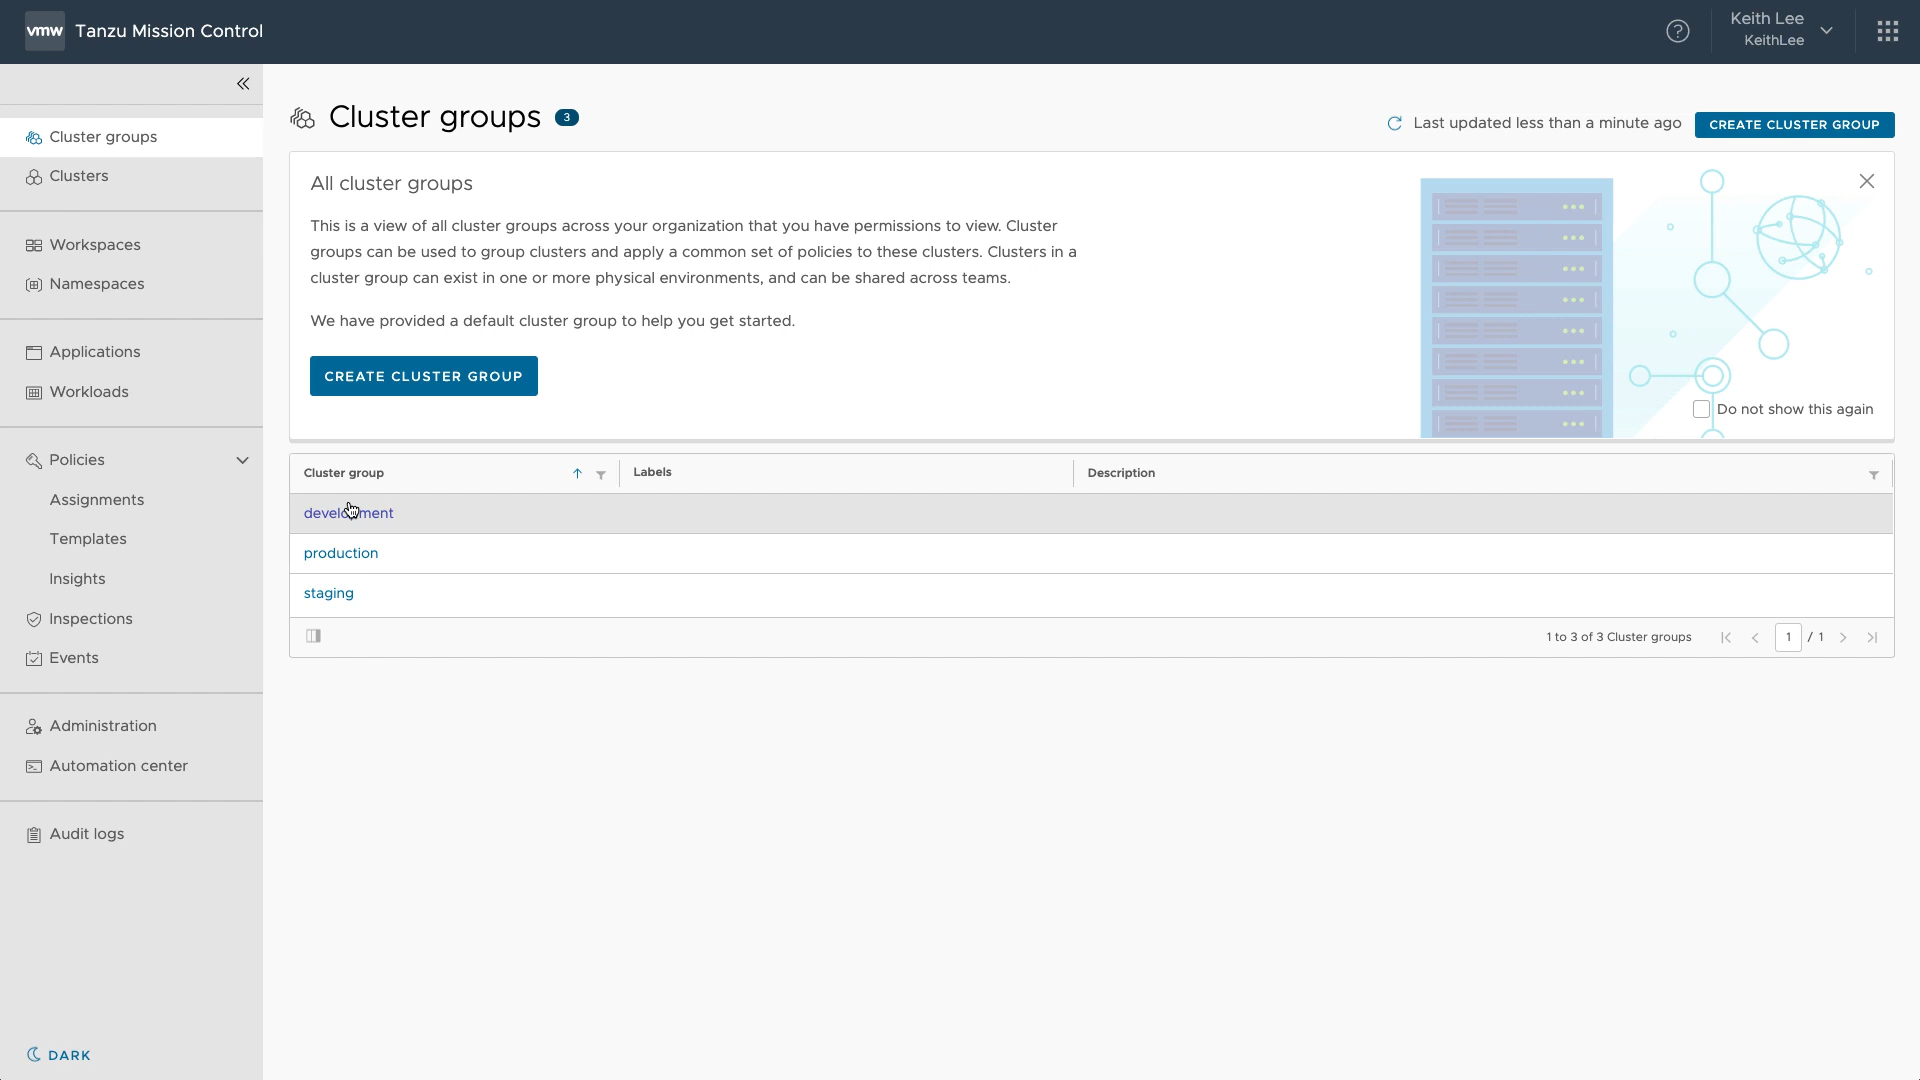 vmw Tanzu Mission Control
Keith Lee
KeithLee
Cluster groups
Clusters
Workspaces
Namespaces
Applications
Workloads
Policies
Assignments
Templates
Insights
Inspections
Events
Administration
Automation center
Audit logs
DARK
Cluster groups 3
Last updated less than a minute ago
CREATE CLUSTER GROUP
All cluster groups
This is a view of all cluster groups across your organization that you have permissions to view. Cluster
groups can be used to group clusters and apply a common set of policies to these clusters. Clusters in a
cluster group can exist in one or more physical environments, and can be shared across teams.
We have provided a default cluster group to help you get started.
CREATE CLUSTER GROUP
Do not show this again
Cluster group Labels Description
development
production
staging
1 to 3 of 3 Cluster groups 1 / 1